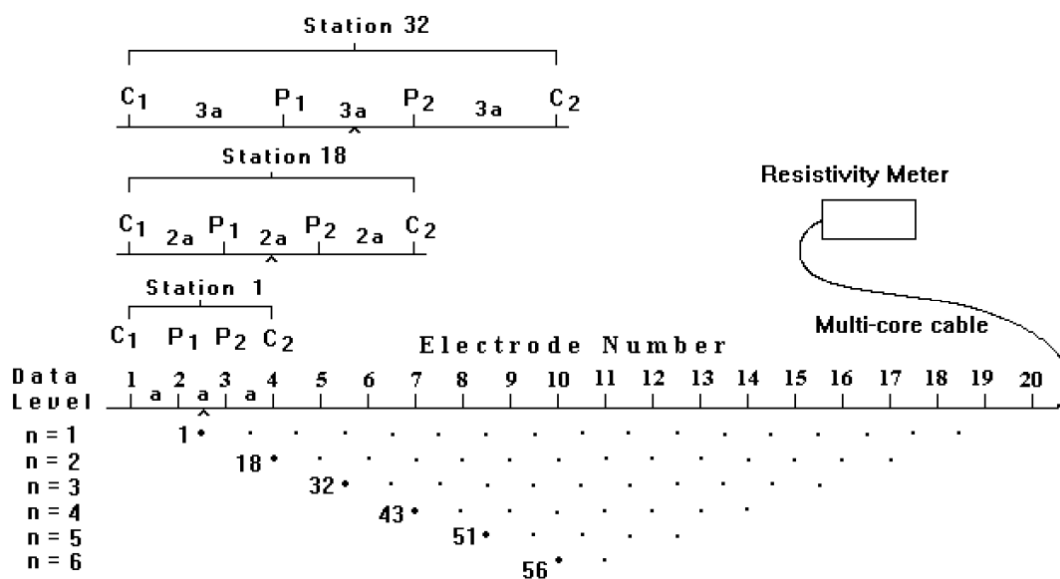 Station 32
C1 P1 P2 C2
3a 3a 3a
Station 18
Resistivity Meter
C1 P1 P2 C2
2a 2a 2a
Station 1
Multi-core cable
C1 P1 P2 C2
Electrode Number
Data Level
1 2 3 4 5 6 7 8 9 10 11 12 13 14 15 16 17 18 19 20
a a a
n = 1 1
n = 2 18
n = 3 32
n = 4 43
n = 5 51
n = 6 56